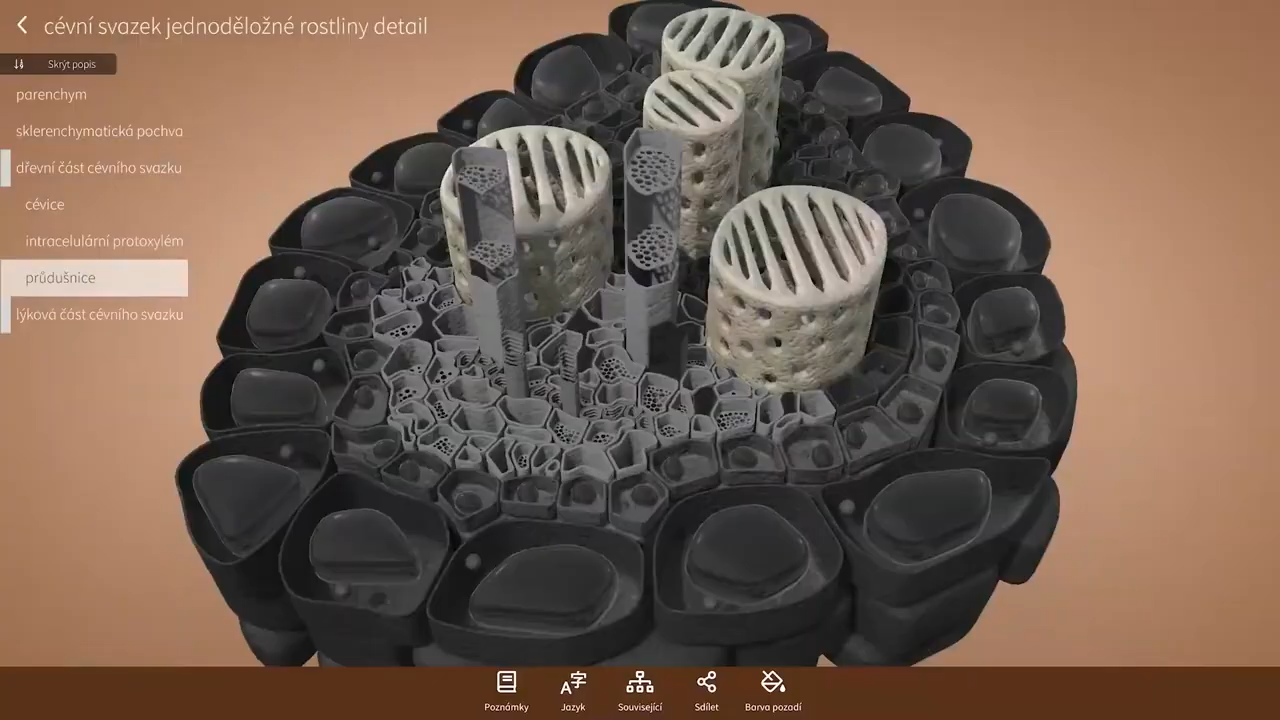 cévní svazek jednoděložné rostliny detail
Skrýt popis
parenchym
sklerenchymatická pochva
dřevní část cévního svazku
cévice
intracelulární protoxylém
průdušnice
lýková část cévního svazku
Poznámky
Jazyk
Související
Sdílet
Barva pozadí